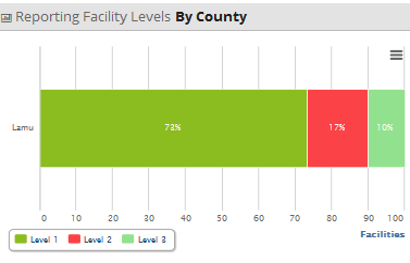 Reporting Facility Levels By County
Lamu
73% 17% 10%
0 10 20 30 40 50 60 70 80 90 100
Facilities
Level 1 Level 2 Level 3